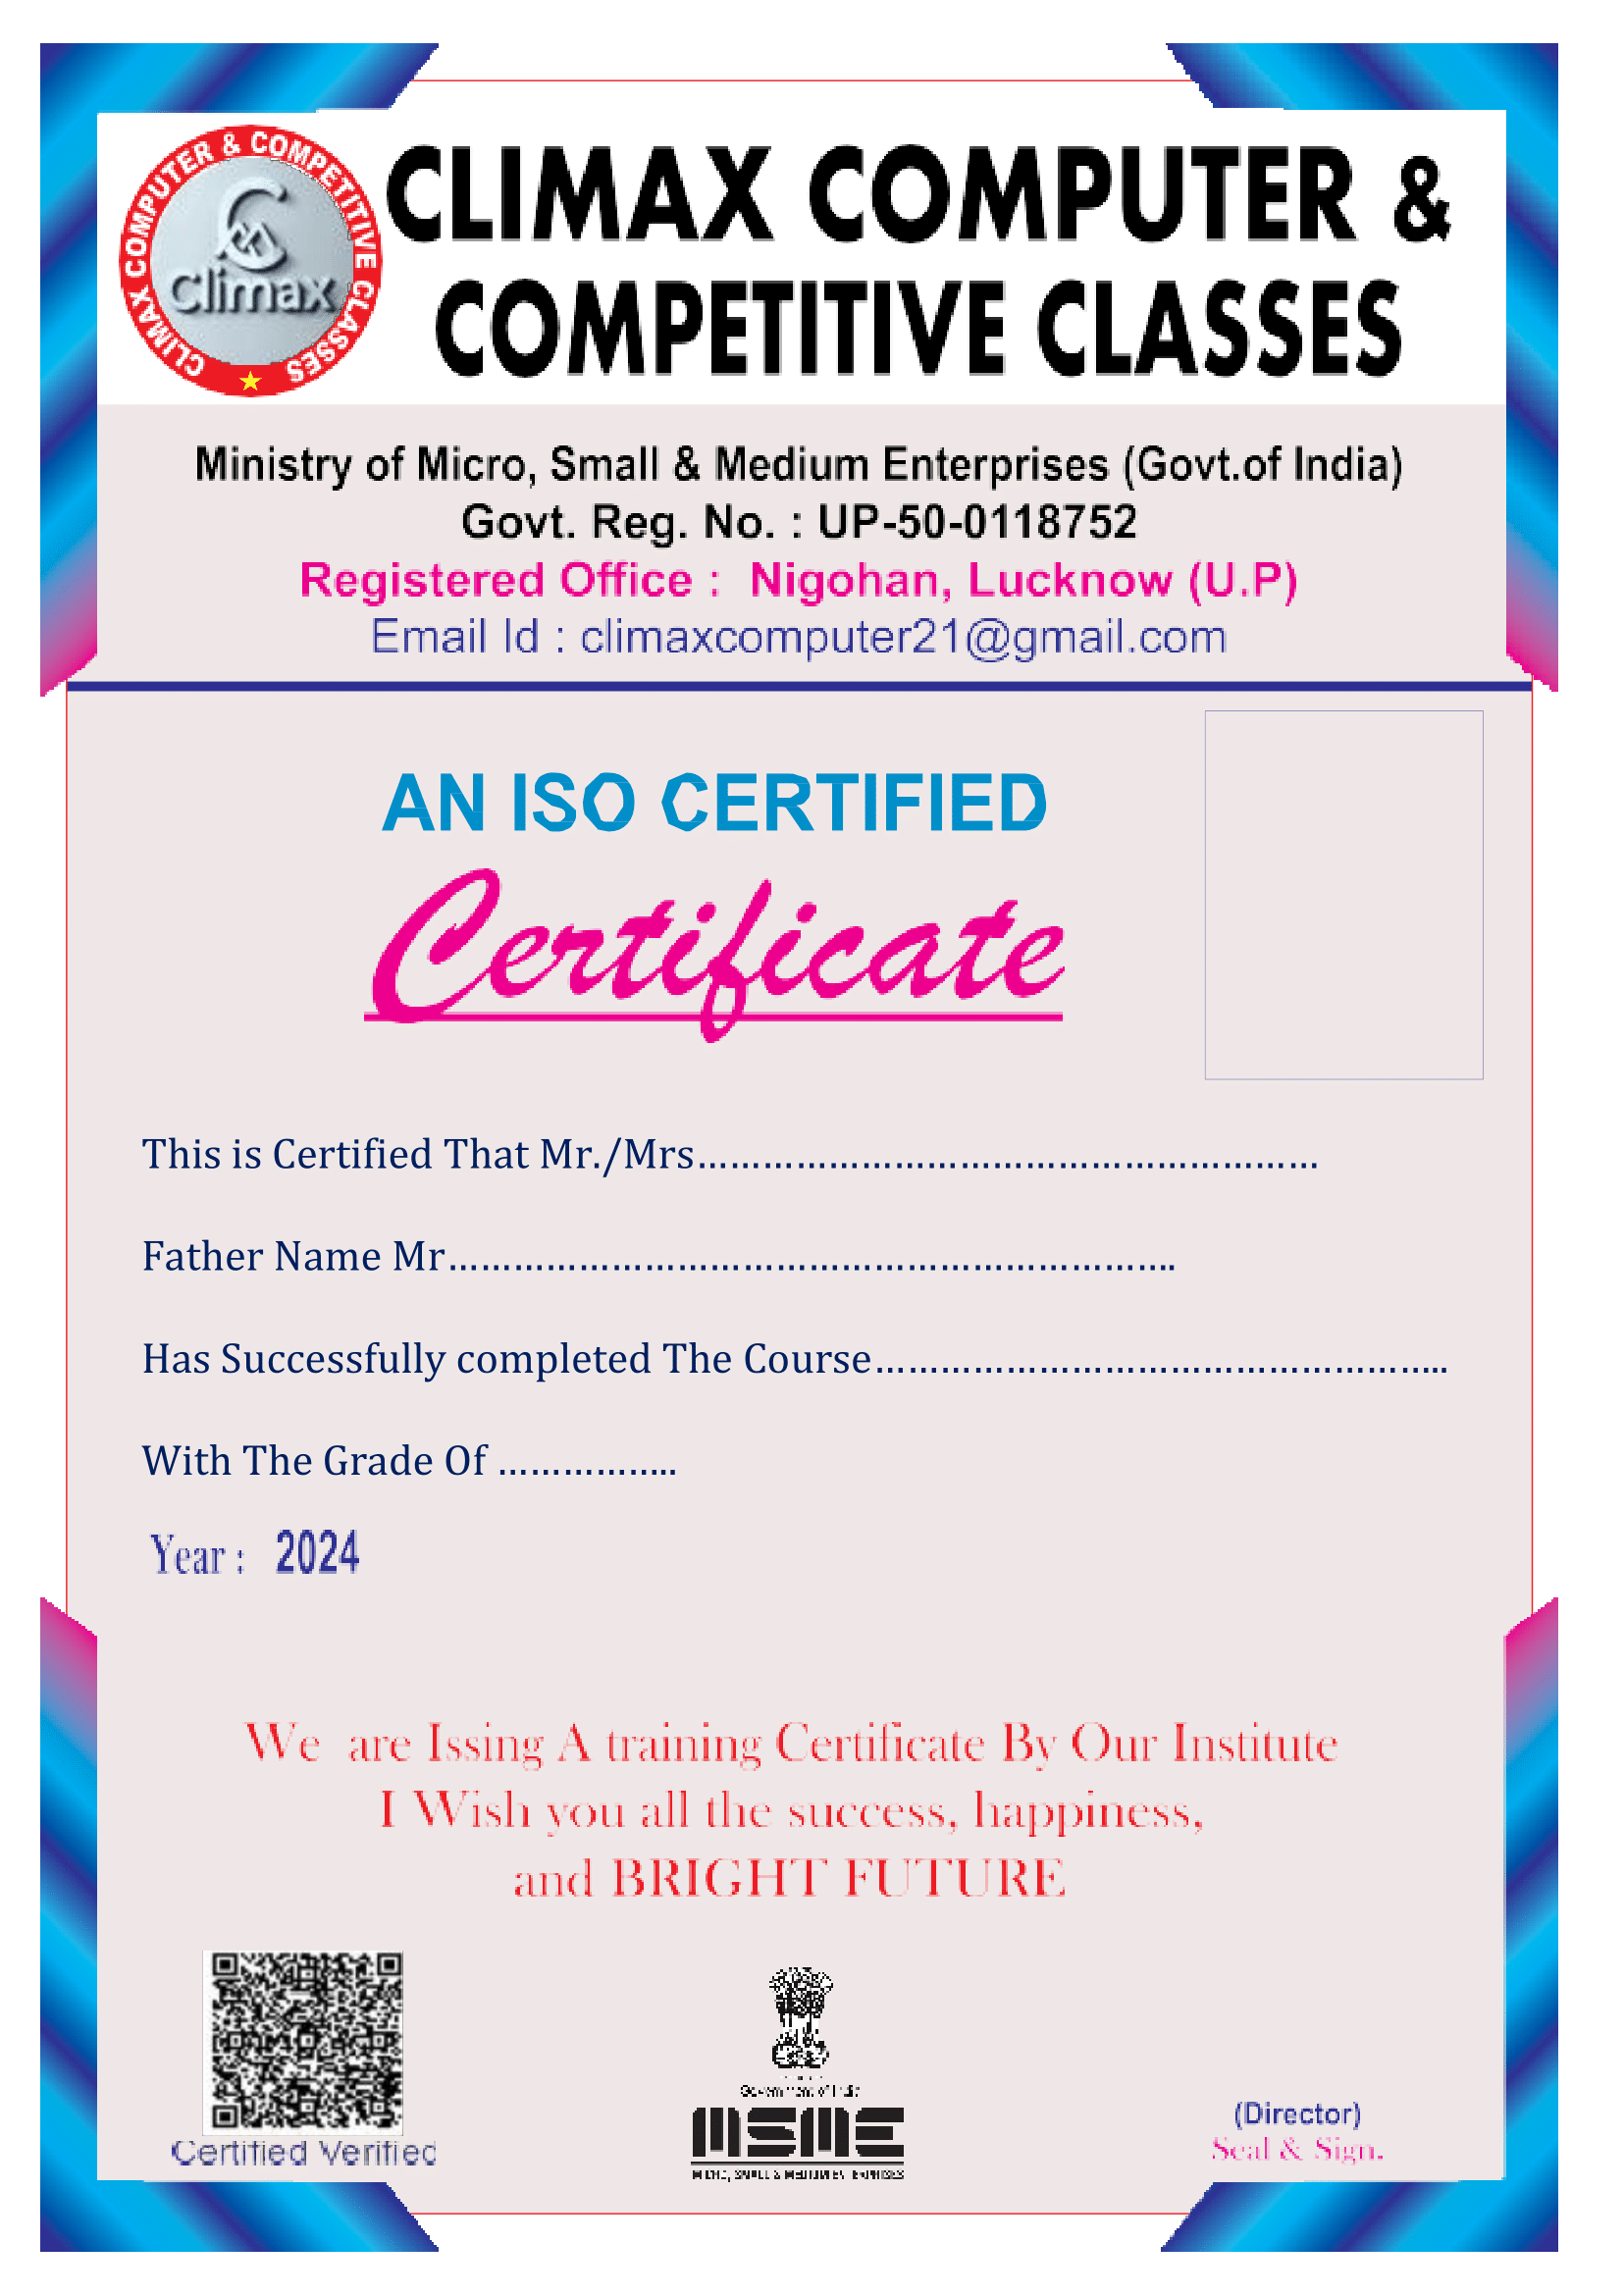 CLIMAX COMPUTER & COMPETITIVE CLASSES
Climax
CLIMAX COMPUTER &
COMPETITIVE CLASSES
Ministry of Micro, Small & Medium Enterprises (Govt.of India)
Govt. Reg. No. : UP-50-0118752
Registered Office : Nigohan, Lucknow (U.P)
Email Id : climaxcomputer21@gmail.com
AN ISO CERTIFIED
Certificate
This is Certified That Mr./Mrs………………………………………………
Father Name Mr……………………………………………………….
Has Successfully completed The Course…………………………………………..
With The Grade Of ……………..
Year : 2024
We are Issing A training Certificate By Our Institute
I Wish you all the success, happiness,
and BRIGHT FUTURE
Certified Verified
Government of India
MSME
MICRO, SMALL & MEDIUM ENTERPRISES
(Director)
Seal & Sign.